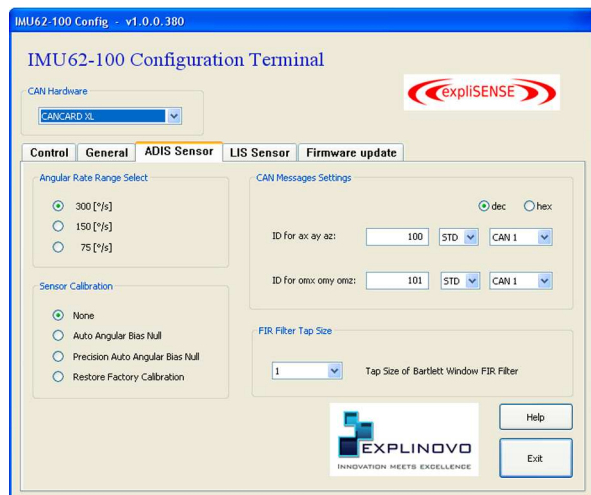 IMU62-100 Config - v1.0.0.380
IMU62-100 Configuration Terminal
expliSENSE
CAN Hardware
CANCARD XL
Control General ADIS Sensor LIS Sensor Firmware update
Angular Rate Range Select
300 [°/s]
150 [°/s]
75 [°/s]
Sensor Calibration
None
Auto Angular Bias Null
Precision Auto Angular Bias Null
Restore Factory Calibration
CAN Messages Settings
dec hex
ID for ax ay az: 100 STD CAN 1
ID for omx omy omz: 101 STD CAN 1
FIR Filter Tap Size
1 Tap Size of Bartlett Window FIR Filter
EXPLINOVO
INNOVATION MEETS EXCELLENCE
Help
Exit